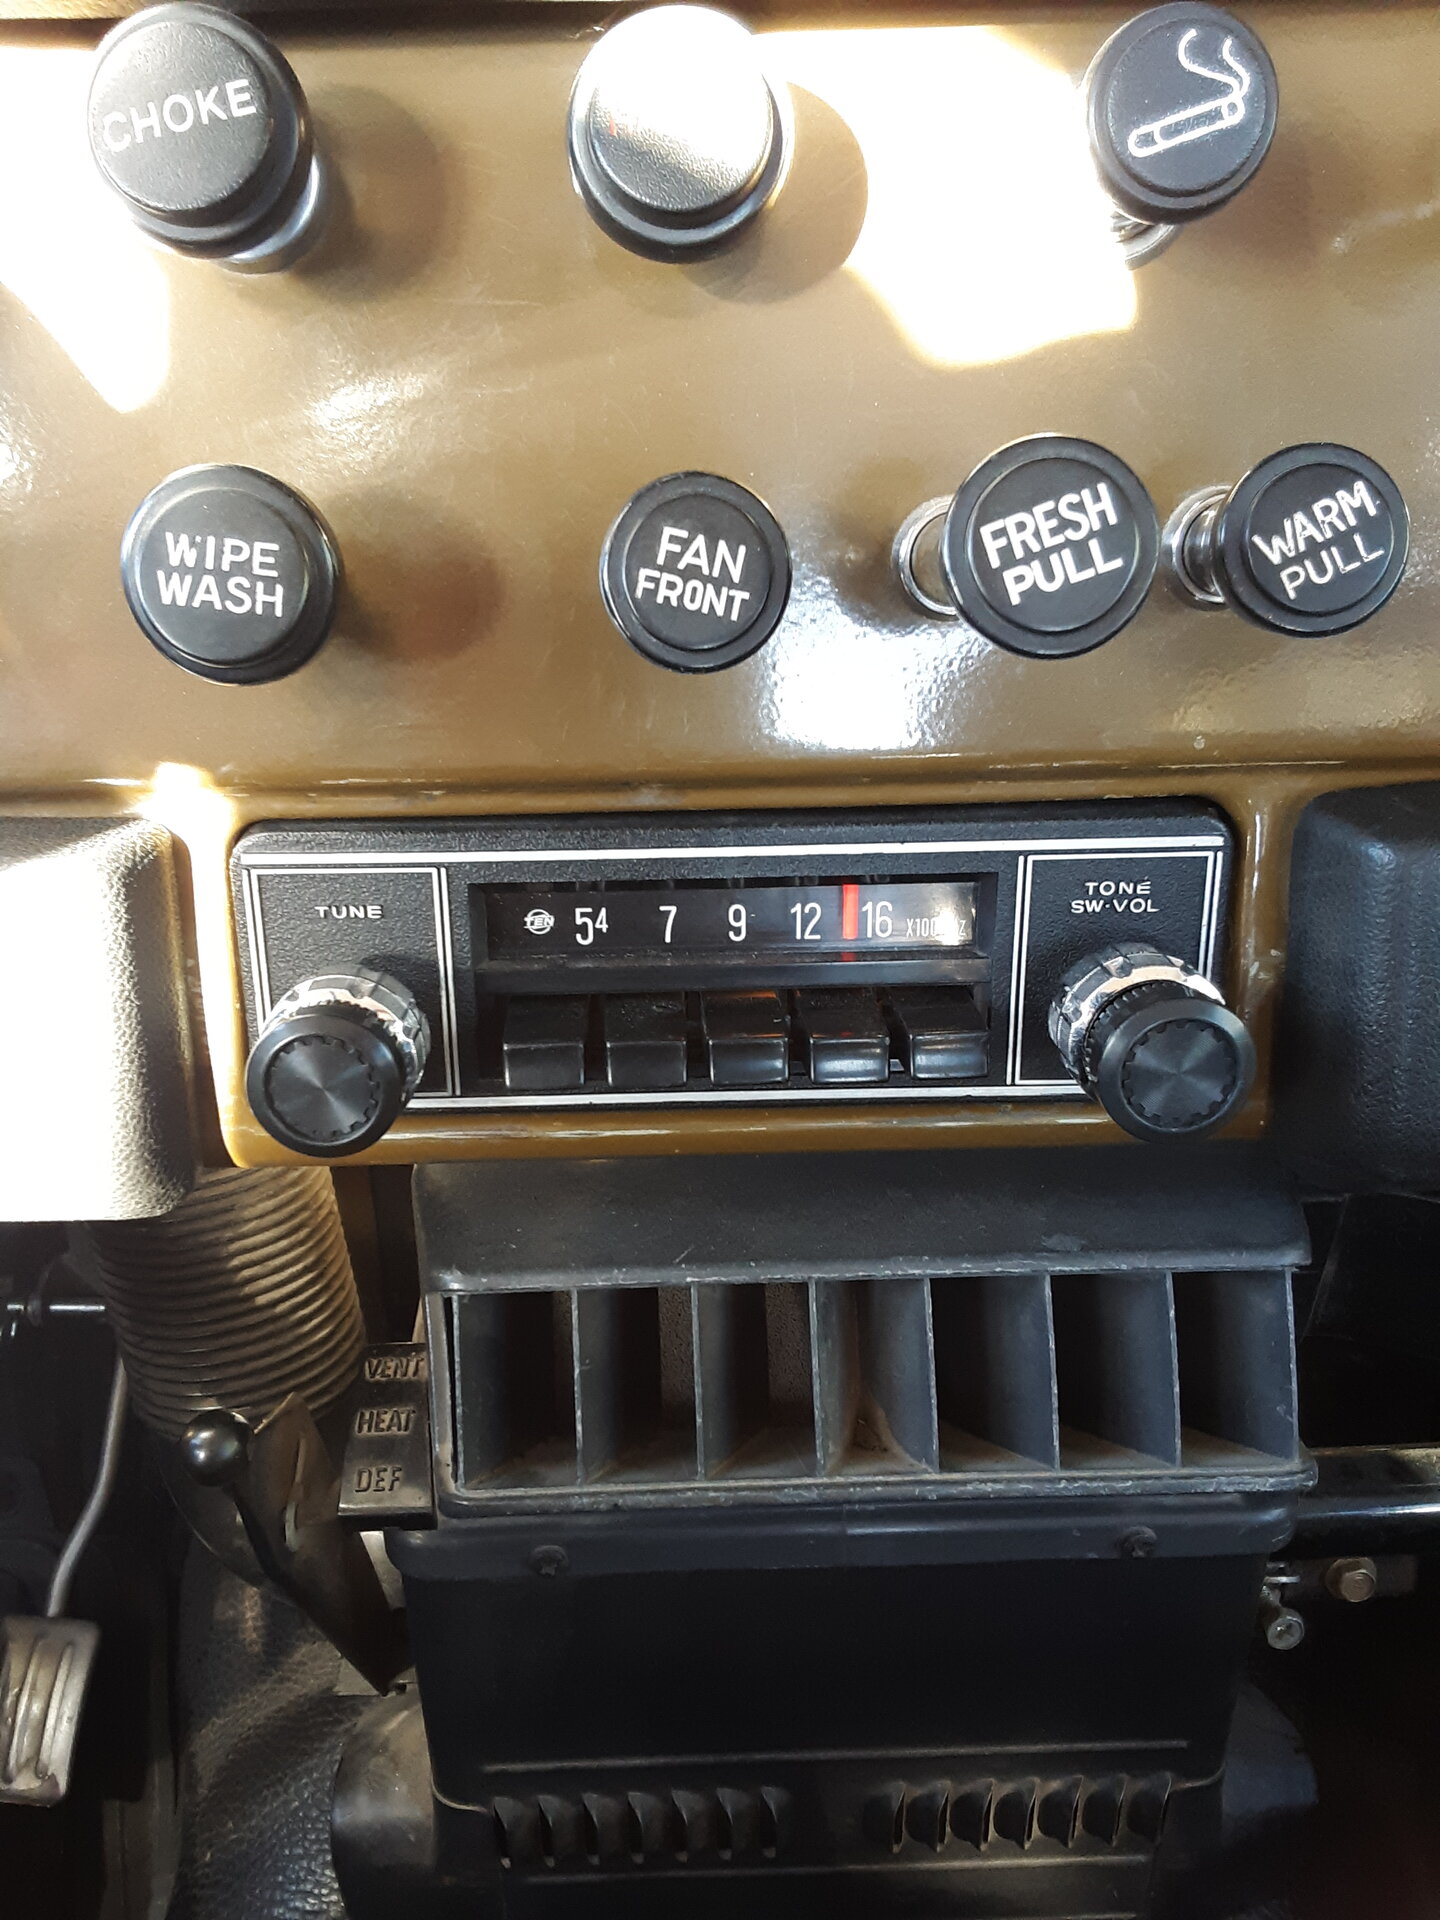 CHOKE
WIPE
WASH
FAN
FRONT
FRESH
PULL
WARM
PULL
TUNE
TEN
54 7 9 12 16
TONE
SW·VOL
VENT
HEAT
DEF